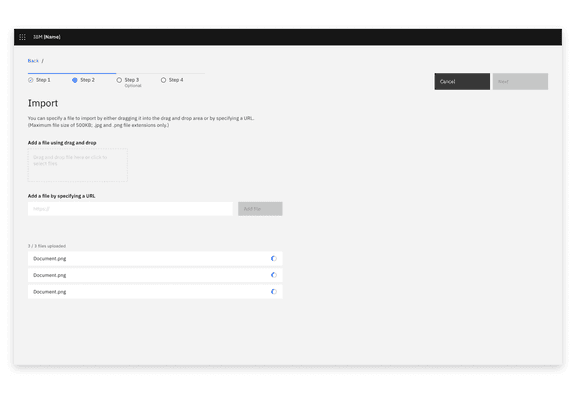 IBM [Name]
Back /
Step 1
Step 2
Step 3
Optional
Step 4
Cancel
Next
Import
You can specify a file to import by either dragging it into the drag and drop area or by specifying a URL.
(Maximum file size of 500KB; .jpg and .png file extensions only.)
Add a file using drag and drop
Drag and drop file here or click to
select files
Add a file by specifying a URL
https://
Add file
3 / 3 files uploaded
Document.png
Document.png
Document.png